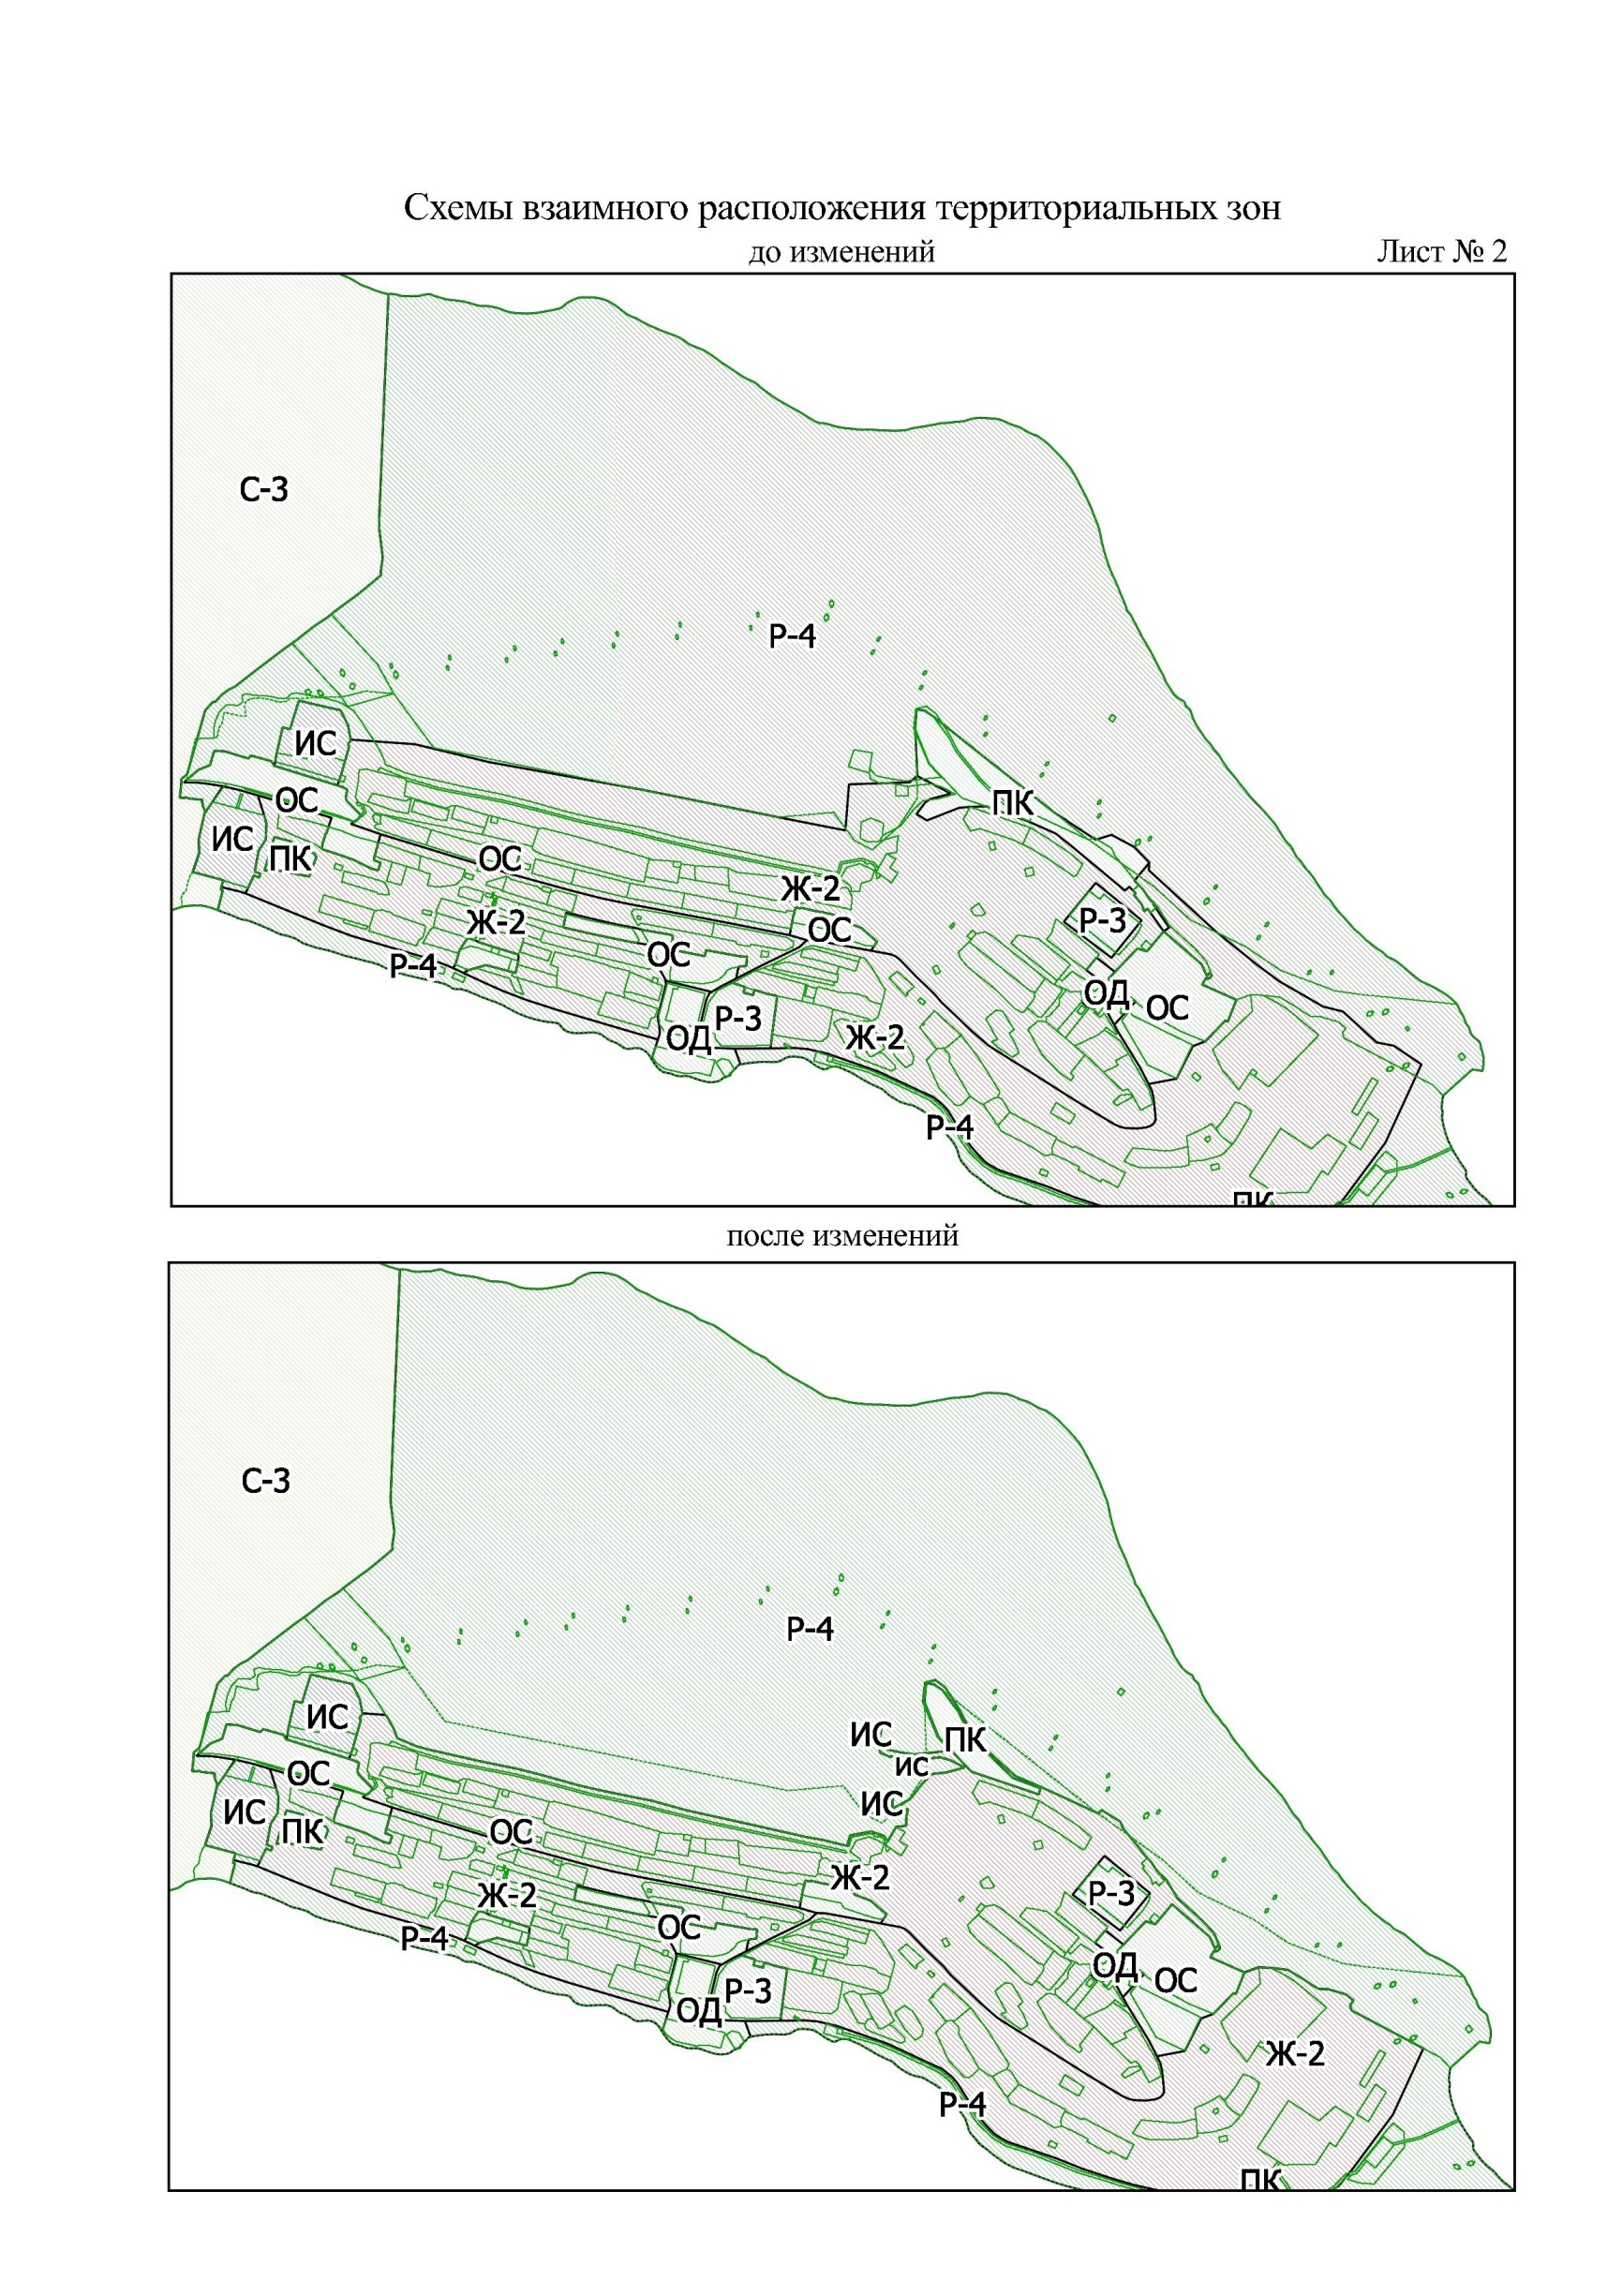 Схемы взаимного расположения территориальных зон
до изменений
Лист № 2
С-3
Р-4
ИС
ПК
ОС
ИС
ПК
ОС
Ж-2
Р-3
Ж-2
ОС
ОС
Р-4
ОД
ОС
Р-3
ОД
Ж-2
Р-4
ПК
после изменений
С-3
Р-4
ИС
ИС
ПК
ИС
ОС
ИС
ИС
ПК
ОС
Ж-2
Р-3
Ж-2
ОС
Р-4
ОД
ОС
Р-3
ОД
Ж-2
Р-4
ПК